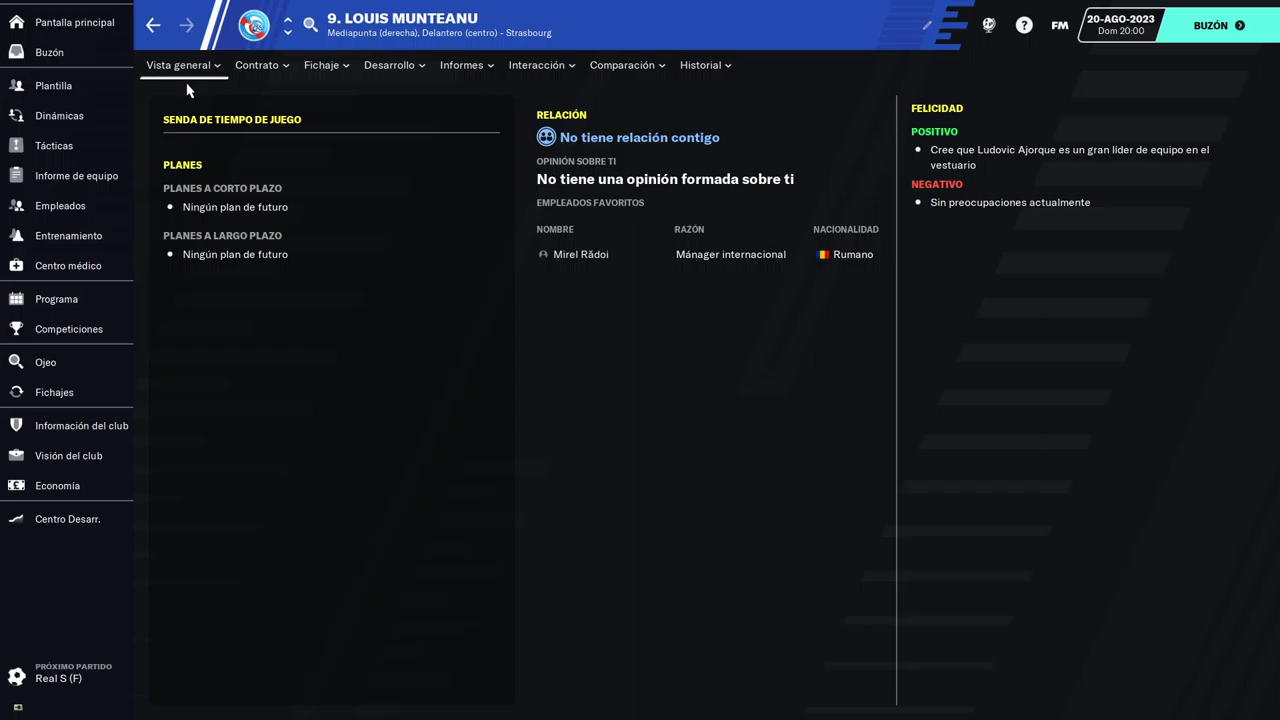 Pantalla principal
Buzón
Plantilla
Dinámicas
Tácticas
Informe de equipo
Empleados
Entrenamiento
Centro médico
Programa
Competiciones
Ojeo
Fichajes
Información del club
Visión del club
Economía
Centro Desarr.
PRÓXIMO PARTIDO
Real S (F)
9. LOUIS MUNTEANU
Mediapunta (derecha), Delantero (centro) - Strasbourg
FM
20-AGO-2023
Dom 20:00
BUZÓN
Vista general
Contrato
Fichaje
Desarrollo
Informes
Interacción
Comparación
Historial
SENDA DE TIEMPO DE JUEGO
PLANES
PLANES A CORTO PLAZO
Ningún plan de futuro
PLANES A LARGO PLAZO
Ningún plan de futuro
RELACIÓN
No tiene relación contigo
OPINIÓN SOBRE TI
No tiene una opinión formada sobre ti
EMPLEADOS FAVORITOS
NOMBRE RAZÓN NACIONALIDAD
Mirel Rădoi Mánager internacional Rumano
FELICIDAD
POSITIVO
Cree que Ludovic Ajorque es un gran líder de equipo en el
vestuario
NEGATIVO
Sin preocupaciones actualmente